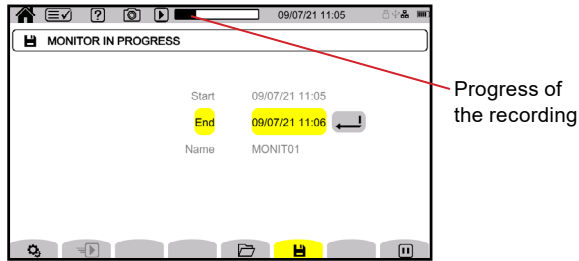 ?
09/07/21 11:05
MONITOR IN PROGRESS
Start 09/07/21 11:05
End 09/07/21 11:06
Name MONIT01
Progress of
the recording